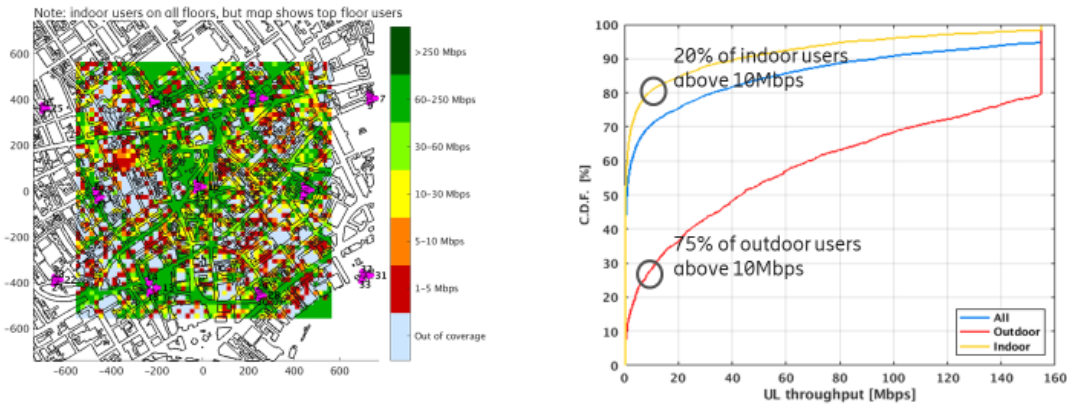 Note: indoor users on all floors, but map shows top floor users
600
400
200
0
−200
−400
−600
−600
−400
−200
0
200
400
600
>250 Mbps
60–250 Mbps
30–60 Mbps
10–30 Mbps
5–10 Mbps
1–5 Mbps
Out of coverage
31
100
90
80
70
60
50
40
30
20
10
0
C.D.F. [%]
20% of indoor users
above 10Mbps
75% of outdoor users
above 10Mbps
All
Outdoor
Indoor
0
20
40
60
80
100
120
140
160
UL throughput [Mbps]